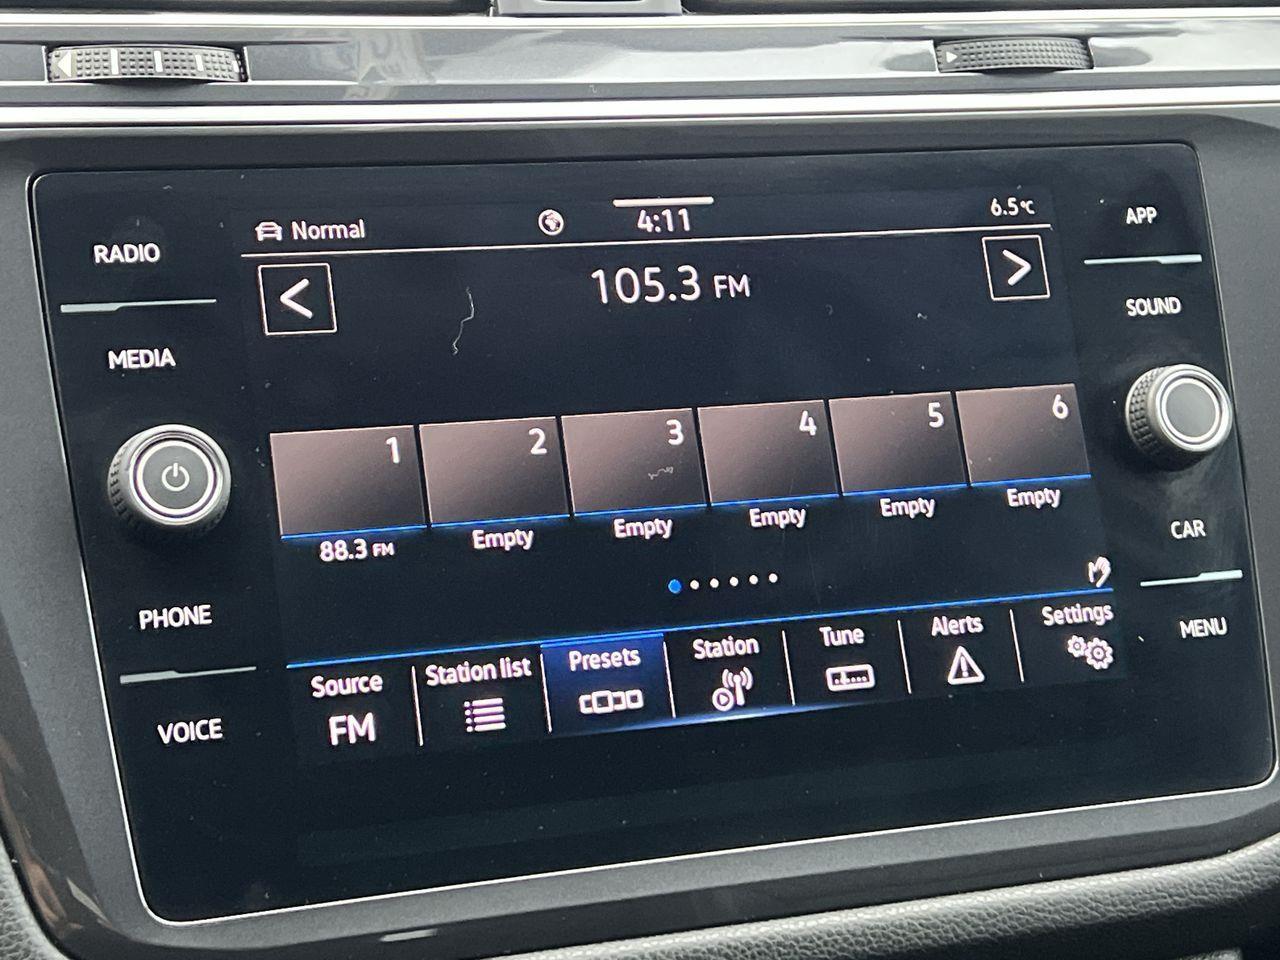 Normal
4:11
6.5°C
APP
RADIO
105.3 FM
SOUND
MEDIA
1
2
3
4
5
6
88.3 FM
Empty
Empty
Empty
Empty
Empty
CAR
PHONE
MENU
Source
FM
Station list
Presets
Station
Tune
Alerts
Settings
VOICE